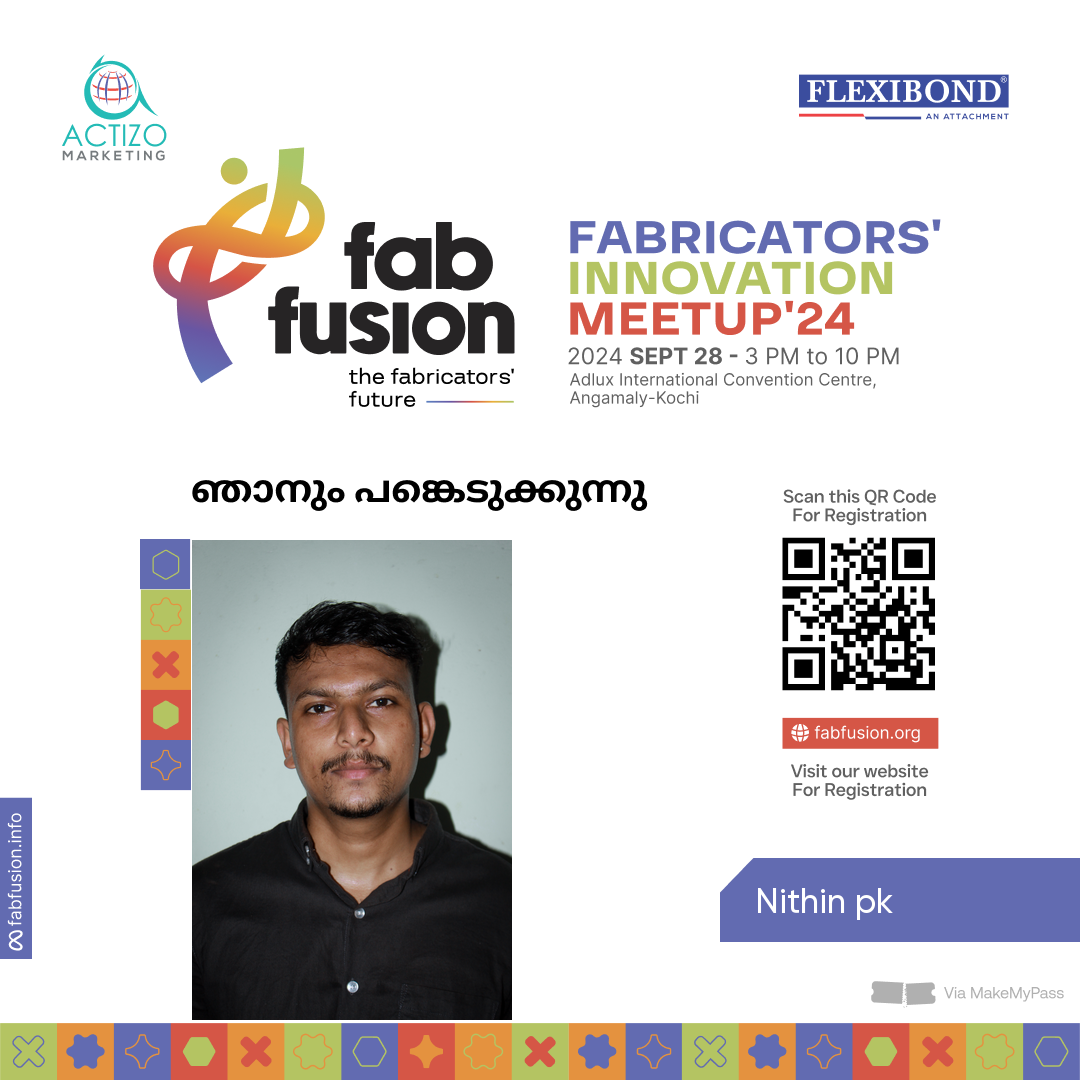 ACTIZO
MARKETING
FLEXIBOND®
AN ATTACHMENT
fab
fusion
the fabricators'
future
FABRICATORS'
INNOVATION
MEETUP'24
2024 SEPT 28 - 3 PM to 10 PM
Adlux International Convention Centre,
Angamaly-Kochi
ഞാനും പങ്കെടുക്കുന്നു
Scan this QR Code
For Registration
fabfusion.org
Visit our website
For Registration
fabfusion.info
Nithin pk
Via MakeMyPass